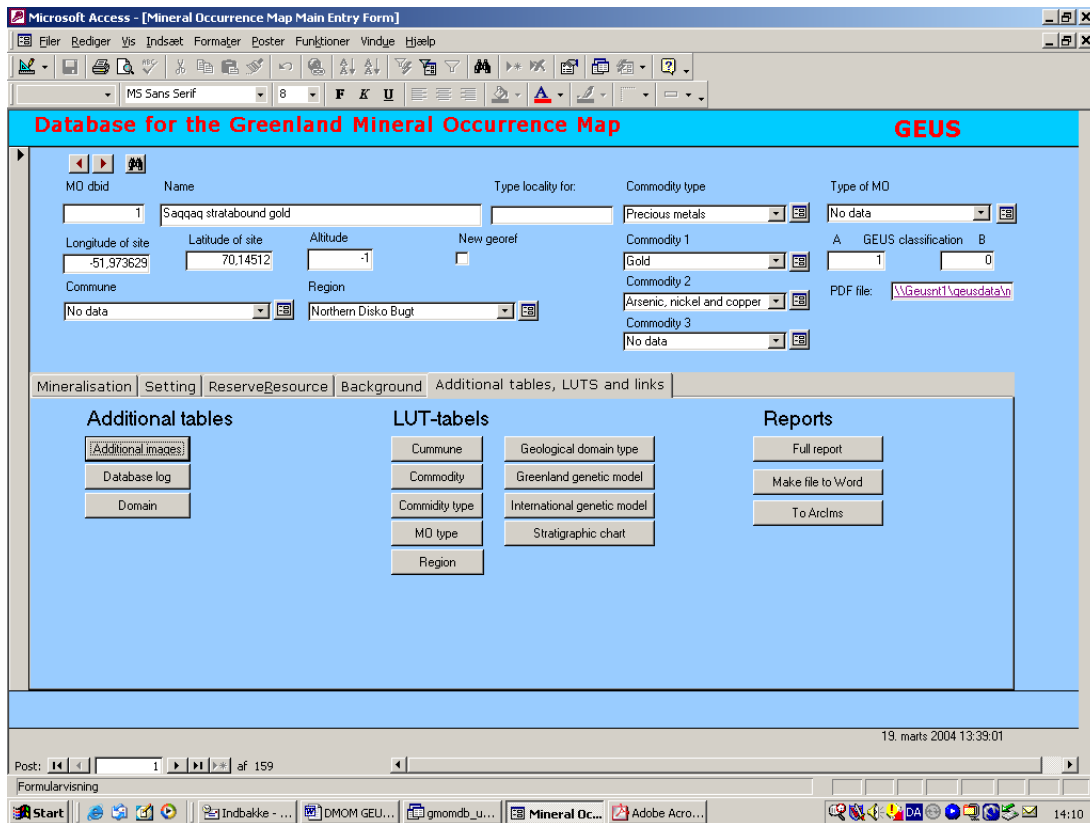 Microsoft Access - [Mineral Occurrence Map Main Entry Form]
Filer Rediger Vis Indsæt Formater Poster Funktioner Vindue Hjælp
MS Sans Serif 8 F K U
Database for the Greenland Mineral Occurrence Map GEUS
MO dbid Name Type locality for: Commodity type Type of MO
1 Saqqaq stratabound gold Precious metals No data
Longitude of site Latitude of site Altitude New georef Commodity 1 A GEUS classification B
-51,973629 70,14512 -1 Gold 1 0
Commune Region Commodity 2 PDF file: \\Geusnt1\geusdata\n
No data Northern Disko Bugt Arsenic, nickel and copper
Commodity 3
No data
Mineralisation Setting ReserveResource Background Additional tables, LUTS and links
Additional tables LUT-tabels Reports
Additional images Cummune Geological domain type Full report
Database log Commodity Greenland genetic model Make file to Word
Domain Commidity type International genetic model To ArcIms
MO type Stratigraphic chart
Region
19. marts 2004 13:39:01
Post: 1 af 159
Formularvisning
Start Indbakke - ... DMOM GEU... gmomdb_u... Mineral Oc... Adobe Acro... DA 14:10